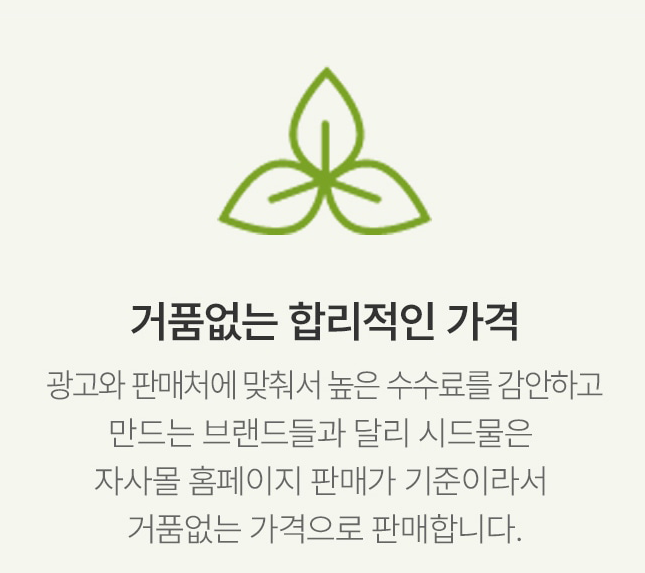 거품없는 합리적인 가격
광고와 판매처에 맞춰서 높은 수수료를 감안하고
만드는 브랜드들과 달리 시드물은
자사몰 홈페이지 판매가 기준이라서
거품없는 가격으로 판매합니다.